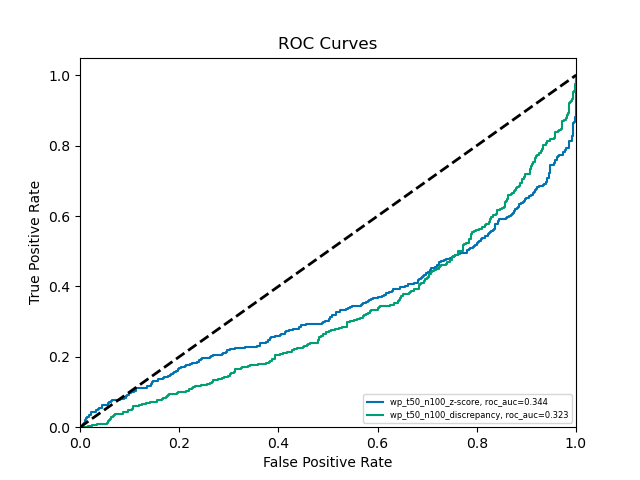 ROC Curves
True Positive Rate
1.0
0.8
0.6
0.4
0.2
0.0
wp_t50_n100_z-score, roc_auc=0.344
wp_t50_n100_discrepancy, roc_auc=0.323
0.0 0.2 0.4 0.6 0.8 1.0
False Positive Rate